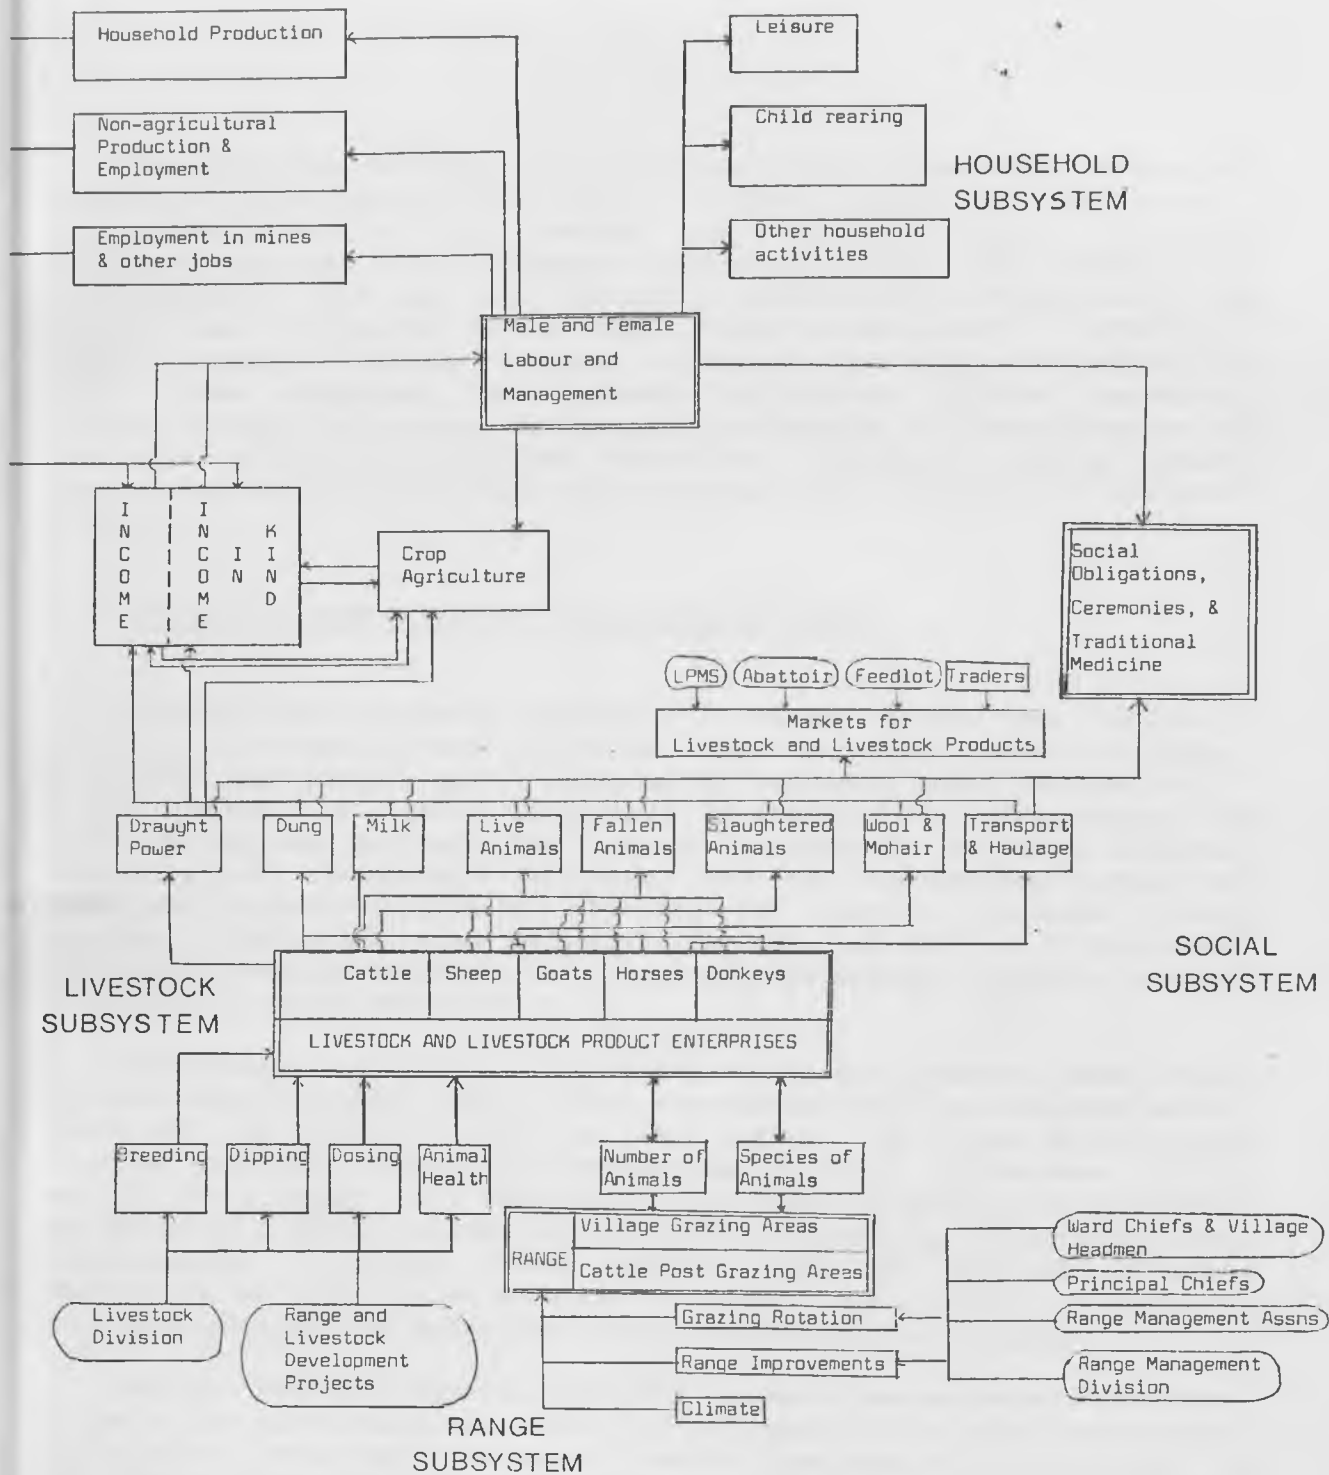 Household Production
Leisure
Non-agricultural
Production &
Employment
Child rearing
HOUSEHOLD
SUBSYSTEM
Employment in mines
& other jobs
Other household
activities
Male and Female
Labour and
Management
INCOME
INCOME
IN
KIND
Crop
Agriculture
Social
Obligations,
Ceremonies, &
Traditional
Medicine
LPMS
Abattoir
Feedlot
Traders
Markets for
Livestock and Livestock Products
Draught
Power
Dung
Milk
Live
Animals
Fallen
Animals
Slaughtered
Animals
Wool &
Mohair
Transport
& Haulage
SOCIAL
SUBSYSTEM
LIVESTOCK
SUBSYSTEM
Cattle
Sheep
Goats
Horses
Donkeys
LIVESTOCK AND LIVESTOCK PRODUCT ENTERPRISES
Breeding
Dipping
Dosing
Animal
Health
Number of
Animals
Species of
Animals
RANGE
Village Grazing Areas
Cattle Post Grazing Areas
Ward Chiefs & Village
Headmen
Principal Chiefs
Range Management Assns
Range Management
Division
Grazing Rotation
Range Improvements
Climate
Livestock
Division
Range and
Livestock
Development
Projects
RANGE
SUBSYSTEM